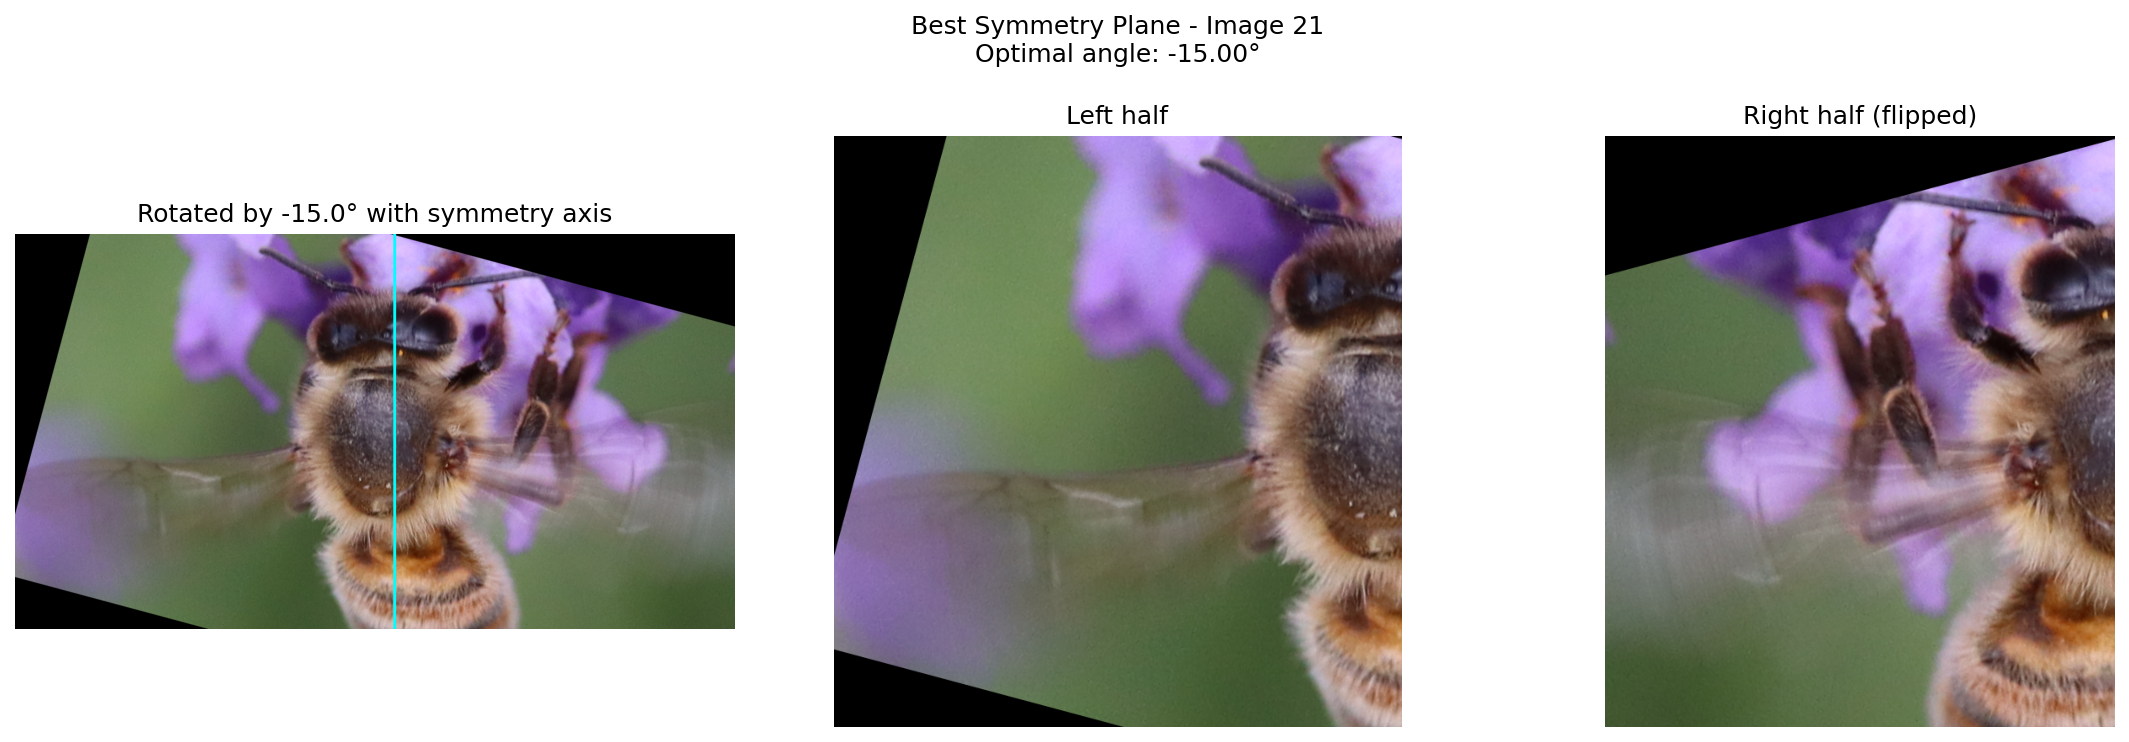 Best Symmetry Plane - Image 21
Optimal angle: -15.00°
Rotated by -15.0° with symmetry axis
Left half
Right half (flipped)